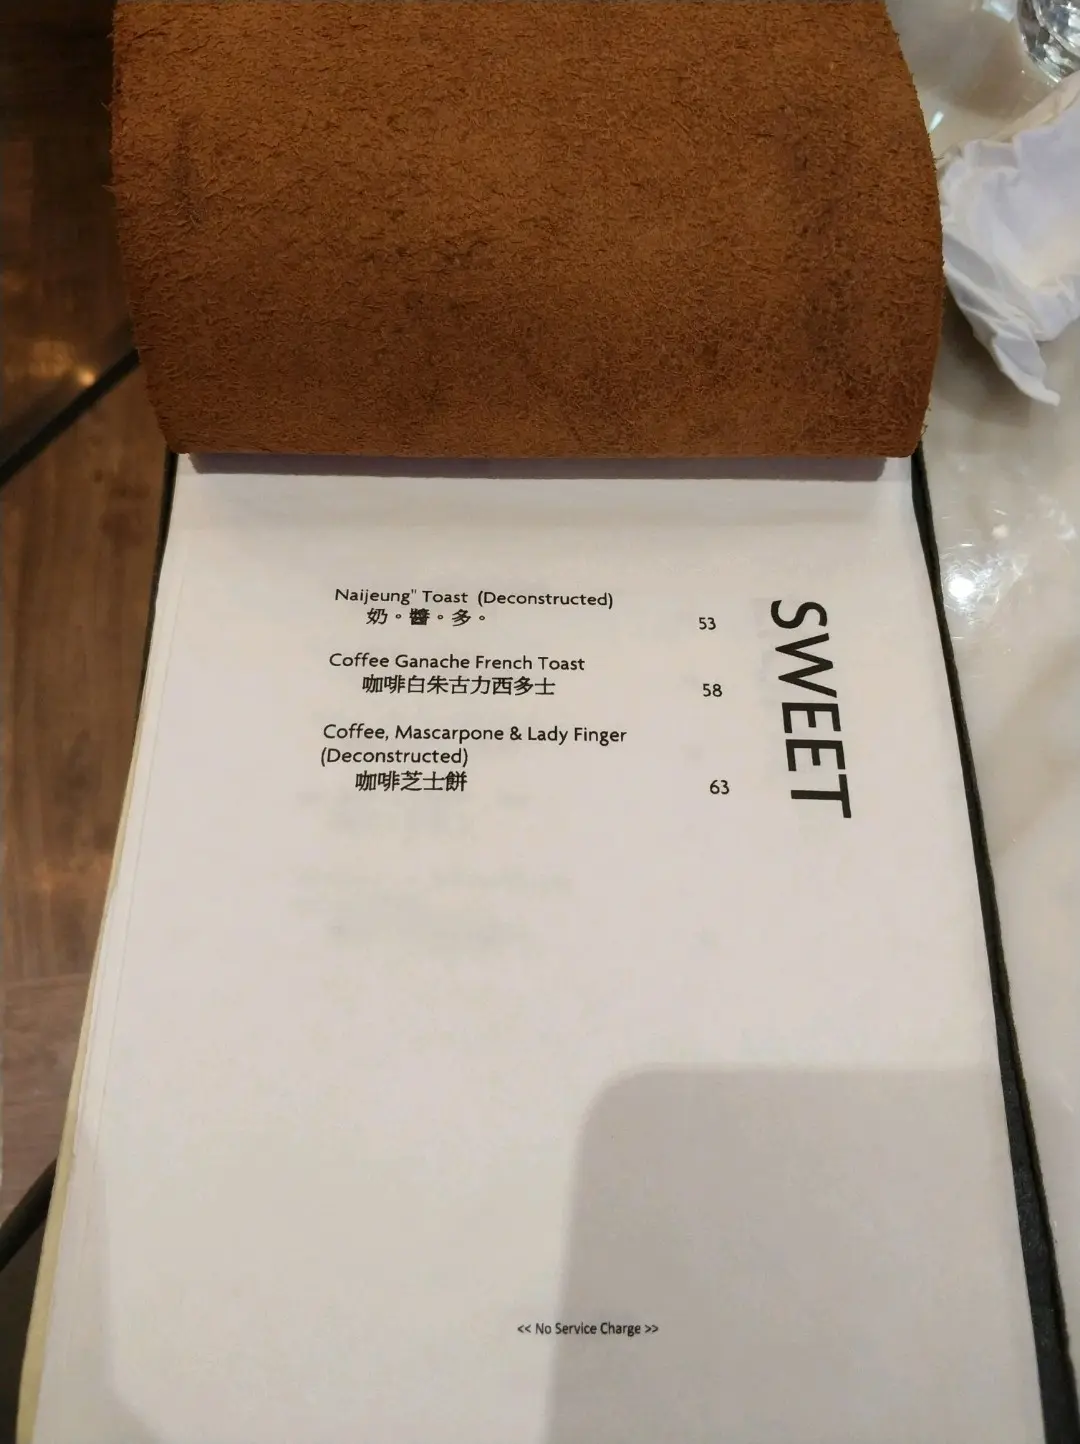 SWEET
Naijeung" Toast (Deconstructed)
奶。醬。多。
53
Coffee Ganache French Toast
咖啡白朱古力西多士
58
Coffee, Mascarpone & Lady Finger
(Deconstructed)
咖啡芝士餅
63
<< No Service Charge >>